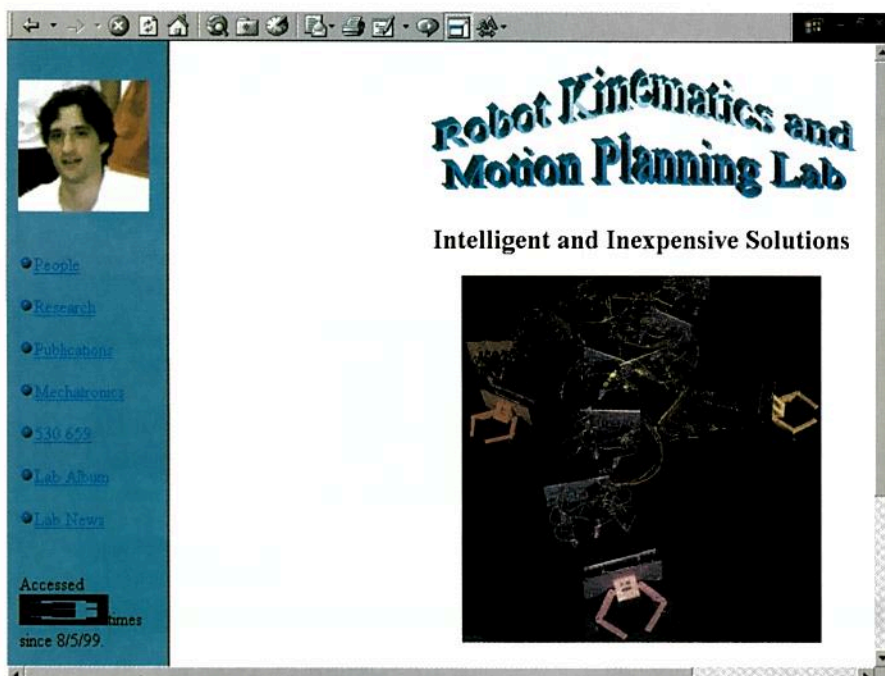 Robot Kinematics and
Motion Planning Lab
Intelligent and Inexpensive Solutions
People
Research
Publications
Mechatronics
530.659
Lab Album
Lab News
Accessed
times
since 8/5/99.